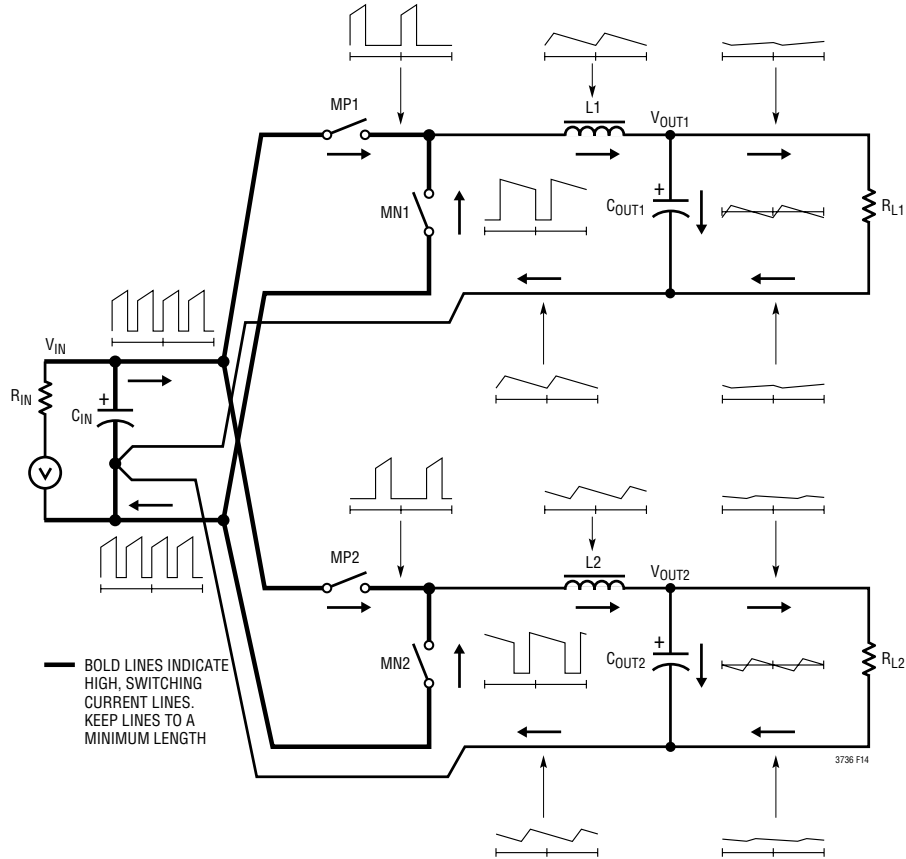 MP1
L1
VOUT1
MN1
+
COUT1
RL1
VIN
RIN
+
CIN
V
MP2
L2
VOUT2
MN2
+
COUT2
RL2
BOLD LINES INDICATE
HIGH, SWITCHING
CURRENT LINES.
KEEP LINES TO A
MINIMUM LENGTH
3736 F14